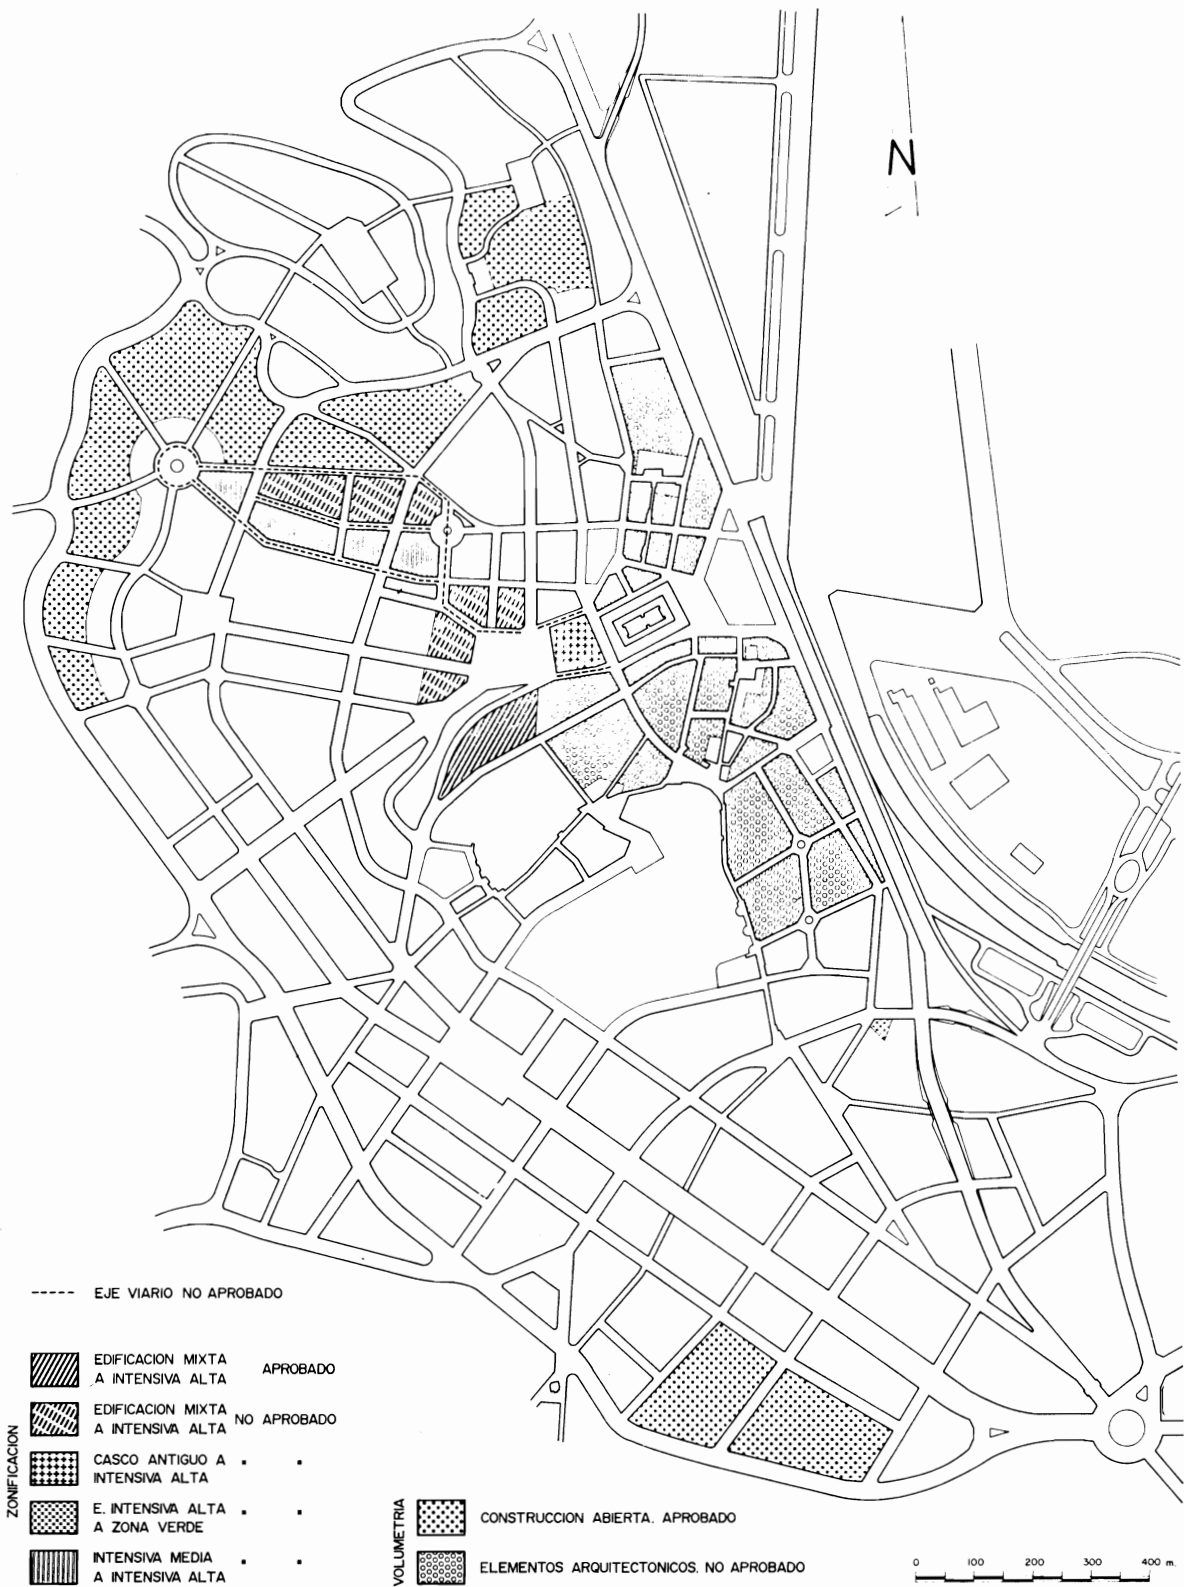 N
EJE VIARIO NO APROBADO
ZONIFICACION
EDIFICACION MIXTA
A INTENSIVA ALTA APROBADO
EDIFICACION MIXTA
A INTENSIVA ALTA NO APROBADO
CASCO ANTIGUO A " "
INTENSIVA ALTA
E. INTENSIVA ALTA " "
A ZONA VERDE
INTENSIVA MEDIA " "
A INTENSIVA ALTA
VOLUMETRIA
CONSTRUCCION ABIERTA. APROBADO
ELEMENTOS ARQUITECTONICOS. NO APROBADO
0 100 200 300 400 m.